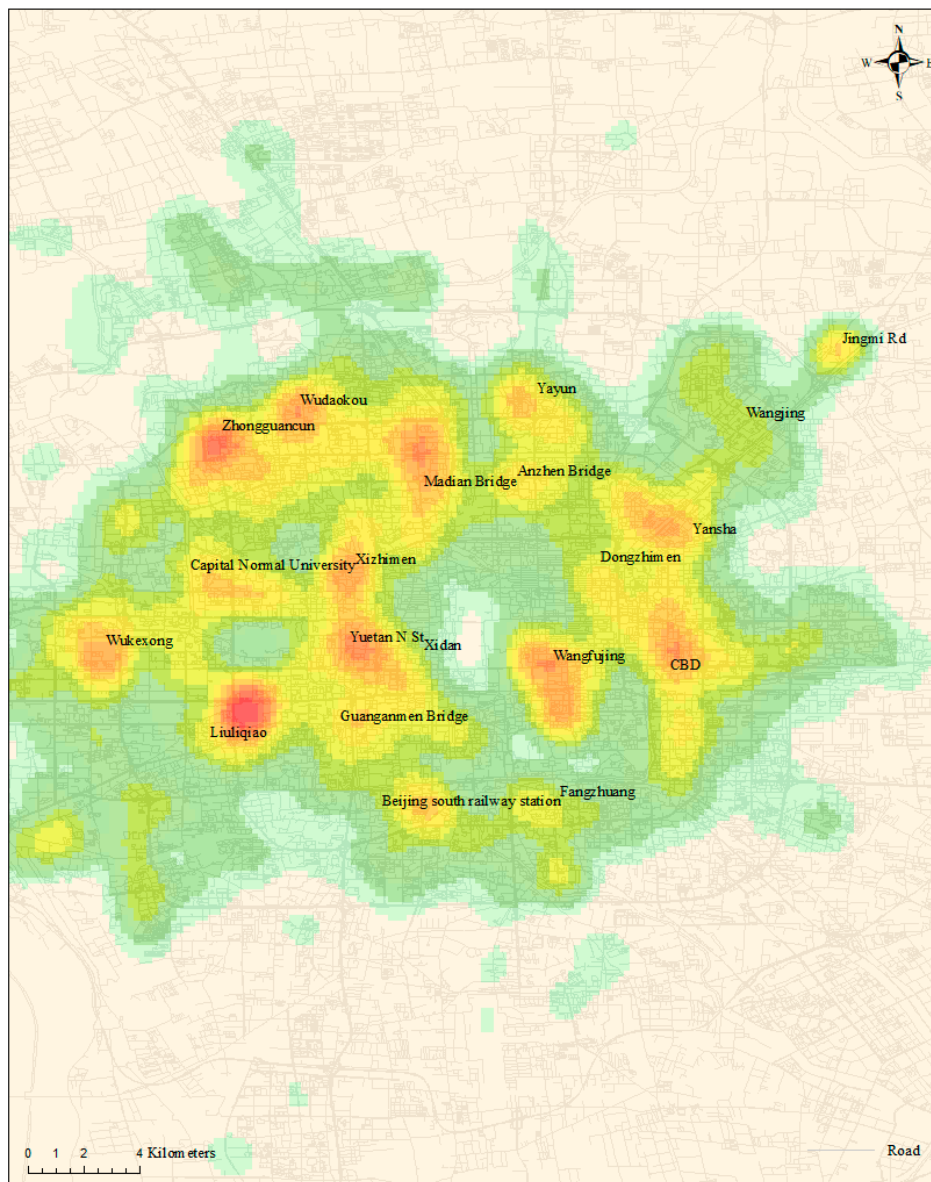 N
W E
S
Jingmi Rd
Yayun
Wudaokou
Wangjing
Zhongguancun
Anzhen Bridge
Madian Bridge
Yansha
Dongzhimen
Xizhimen
Capital Normal University
Yuetan N St
Wukexong
Xidan
Wangfujing
CBD
Guanganmen Bridge
Liuliqiao
Fangzhuang
Beijing south railway station
0 1 2 4 Kilometers
Road